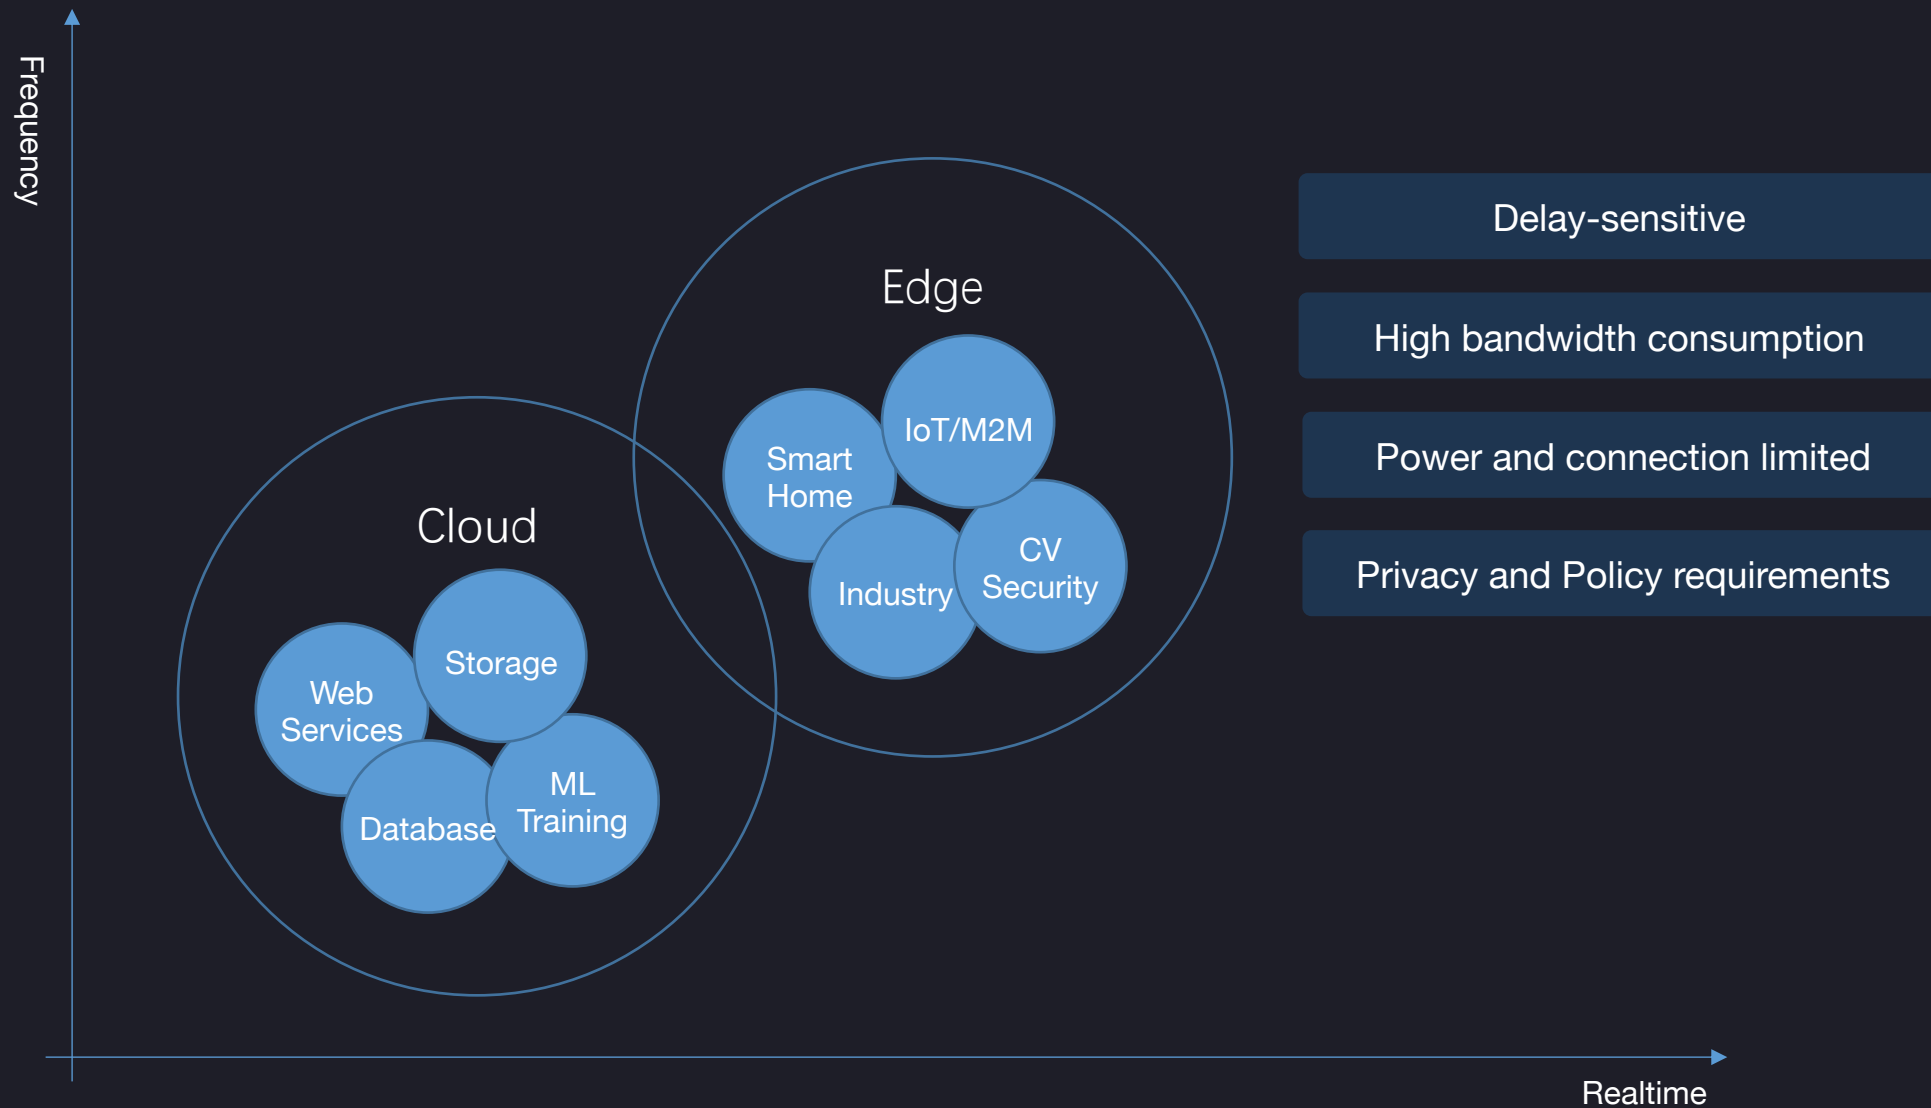 Frequency
Edge
IoT/M2M
Smart
Home
CV
Security
Industry
Cloud
Storage
Web
Services
ML
Training
Database
Delay-sensitive
High bandwidth consumption
Power and connection limited
Privacy and Policy requirements
Realtime